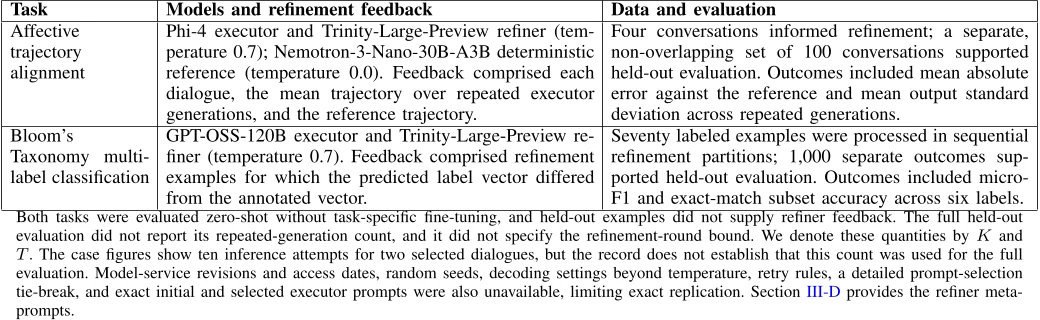 Task Models and refinement feedback Data and evaluation
Affective trajectory alignment
Phi-4 executor and Trinity-Large-Preview refiner (tem-
perature 0.7); Nemotron-3-Nano-30B-A3B deterministic
reference (temperature 0.0). Feedback comprised each
dialogue, the mean trajectory over repeated executor
generations, and the reference trajectory.
Four conversations informed refinement; a separate,
non-overlapping set of 100 conversations supported
held-out evaluation. Outcomes included mean absolute
error against the reference and mean output standard
deviation across repeated generations.
Bloom's
Taxonomy multi-
label classification
GPT-OSS-120B executor and Trinity-Large-Preview re-
finer (temperature 0.7). Feedback comprised refinement
examples for which the predicted label vector differed
from the annotated vector.
Seventy labeled examples were processed in sequential
refinement partitions; 1,000 separate outcomes sup-
ported held-out evaluation. Outcomes included micro-
F1 and exact-match subset accuracy across six labels.
Both tasks were evaluated zero-shot without task-specific fine-tuning, and held-out examples did not supply refiner feedback. The full held-out
evaluation did not report its repeated-generation count, and it did not specify the refinement-round bound. We denote these quantities by K and
T. The case figures show ten inference attempts for two selected dialogues, but the record does not establish that this count was used for the full
evaluation. Model-service revisions and access dates, random seeds, decoding settings beyond temperature, retry rules, a detailed prompt-selection
tie-break, and exact initial and selected executor prompts were also unavailable, limiting exact replication. Section III-D provides the refiner meta-
prompts.